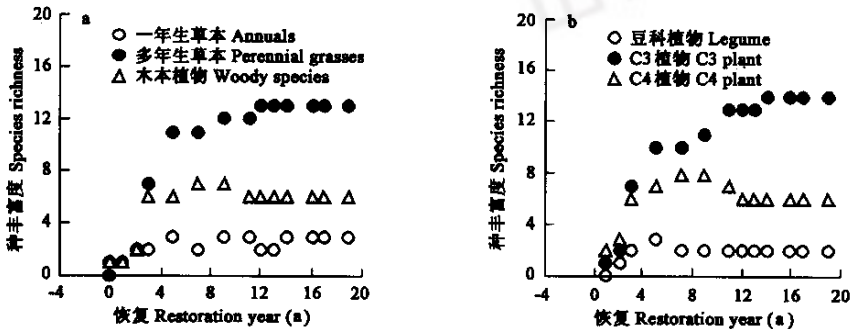 a
○ 一年生草本 Annuals
● 多年生草本 Perennial grasses
△ 木本植物 Woody species
种丰富度 Species richness
20
16
12
8
4
0
-4 0 4 8 12 16 20
恢复 Restoration year (a)
b
○ 豆科植物 Legume
● C3 植物 C3 plant
△ C4 植物 C4 plant
种丰富度 Species richness
20
16
12
8
4
0
-4 0 4 8 12 16 20
恢复 Restoration year (a)